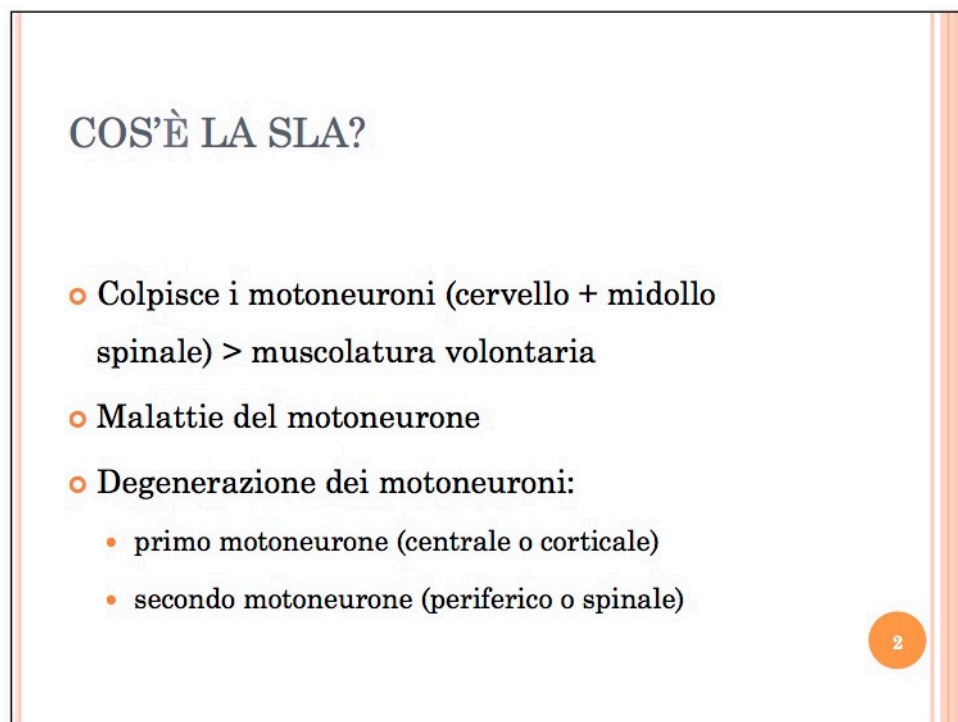 COS'È LA SLA?
Colpisce i motoneuroni (cervello + midollo
spinale) > muscolatura volontaria
Malattie del motoneurone
Degenerazione dei motoneuroni:
primo motoneurone (centrale o corticale)
secondo motoneurone (periferico o spinale)
2